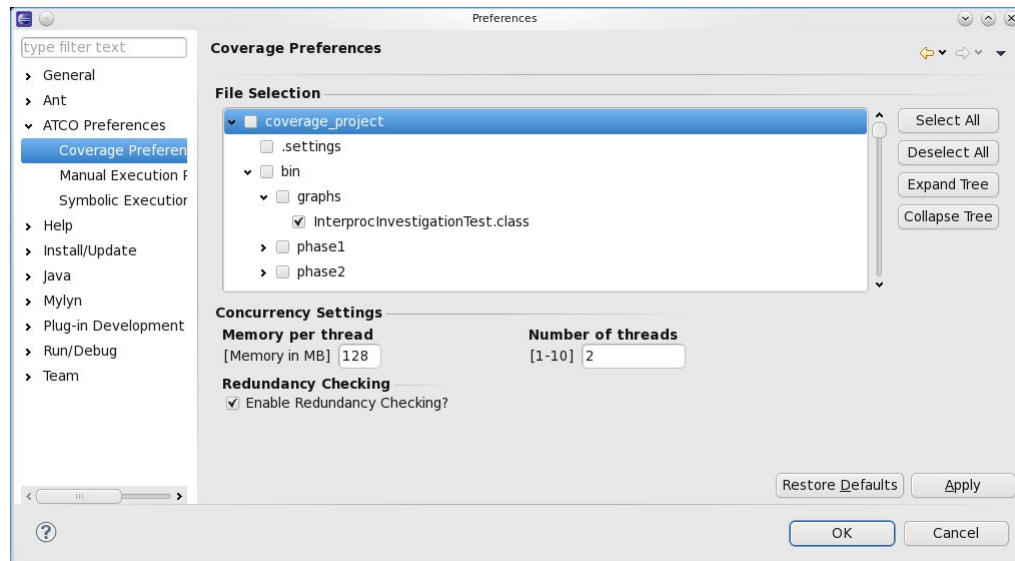 Preferences
type filter text
General
Ant
ATCO Preferences
Coverage Preferen
Manual Execution F
Symbolic Execution
Help
Install/Update
Java
Mylyn
Plug-in Development
Run/Debug
Team
Coverage Preferences
File Selection
coverage_project
.settings
bin
graphs
InterprocInvestigationTest.class
phase1
phase2
Select All
Deselect All
Expand Tree
Collapse Tree
Concurrency Settings
Memory per thread Number of threads
[Memory in MB] 128 [1-10] 2
Redundancy Checking
Enable Redundancy Checking?
Restore Defaults Apply
OK Cancel